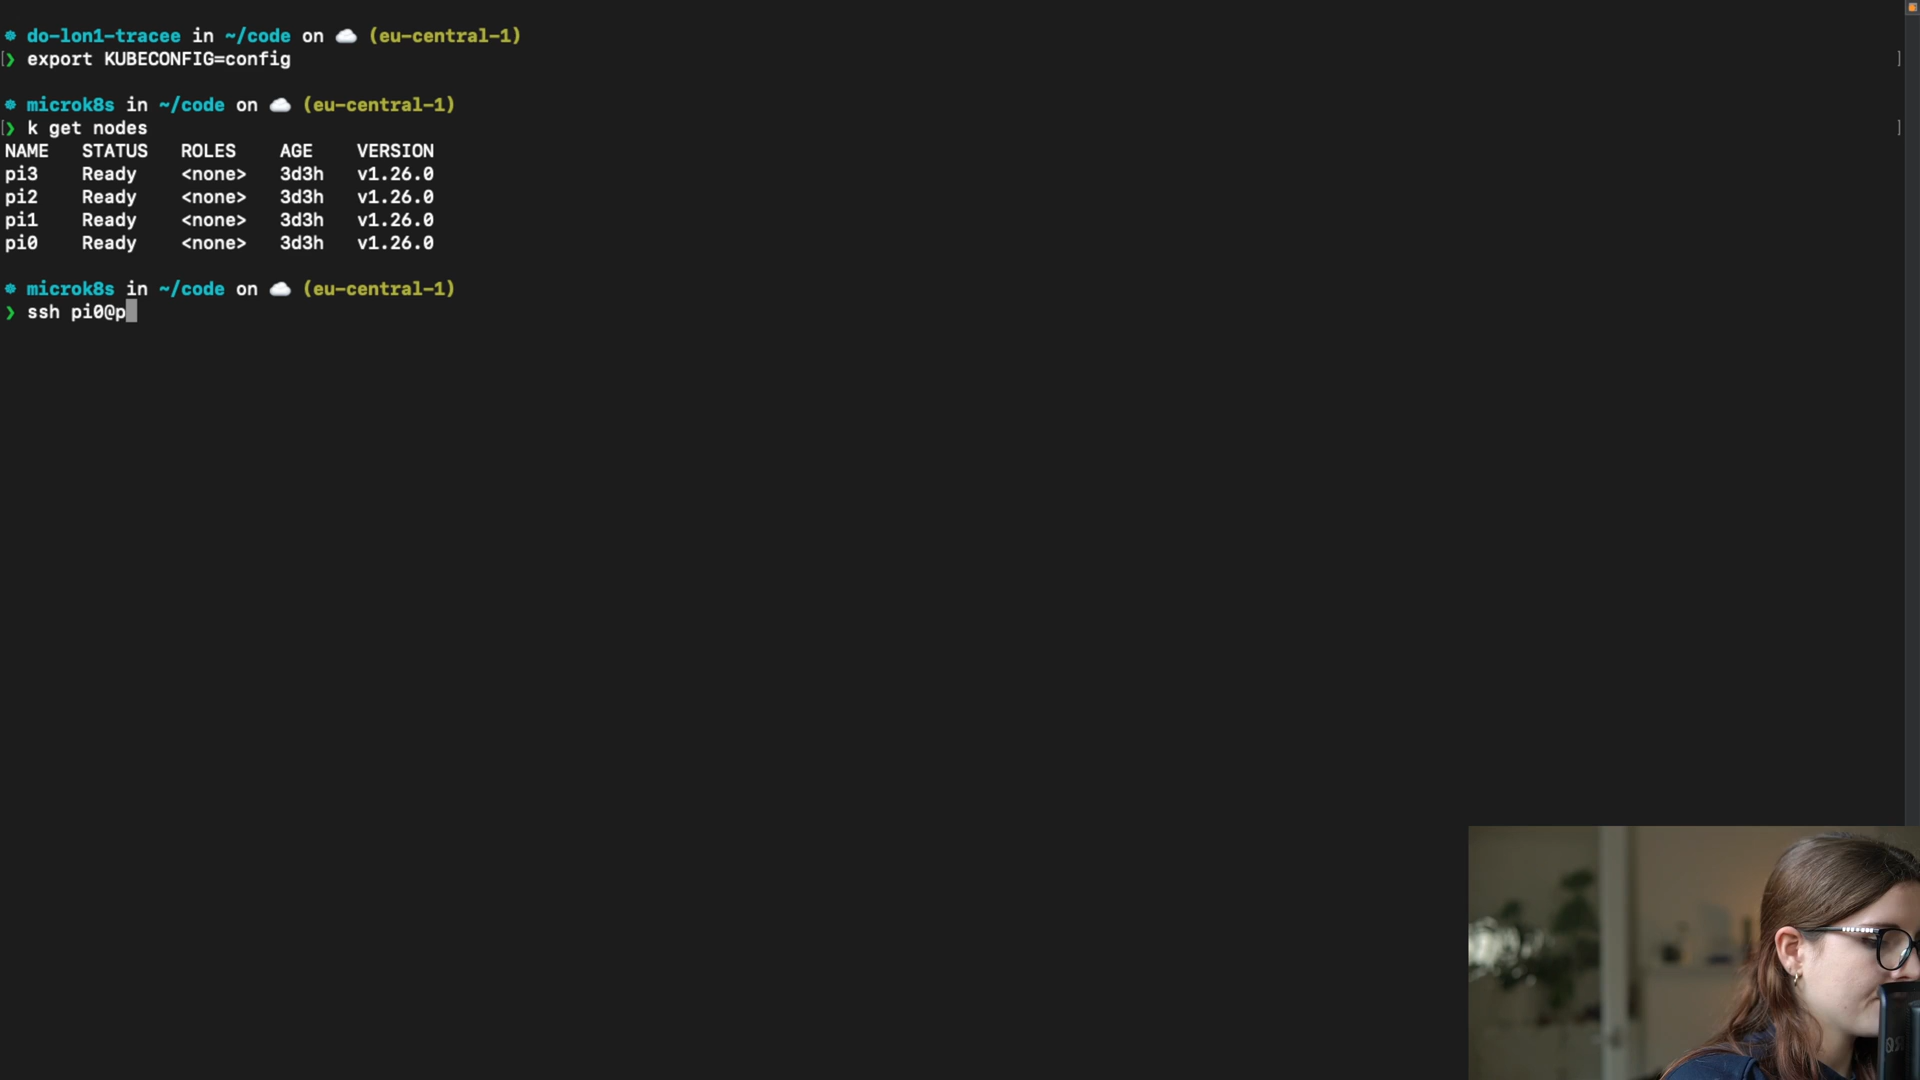 do-lon1-tracee in ~/code on ☁️ (eu-central-1)
[❯ export KUBECONFIG=config ]
microk8s in ~/code on ☁️ (eu-central-1)
[❯ k get nodes ]
NAME STATUS ROLES AGE VERSION
pi3 Ready <none> 3d3h v1.26.0
pi2 Ready <none> 3d3h v1.26.0
pi1 Ready <none> 3d3h v1.26.0
pi0 Ready <none> 3d3h v1.26.0
microk8s in ~/code on ☁️ (eu-central-1)
❯ ssh pi0@p